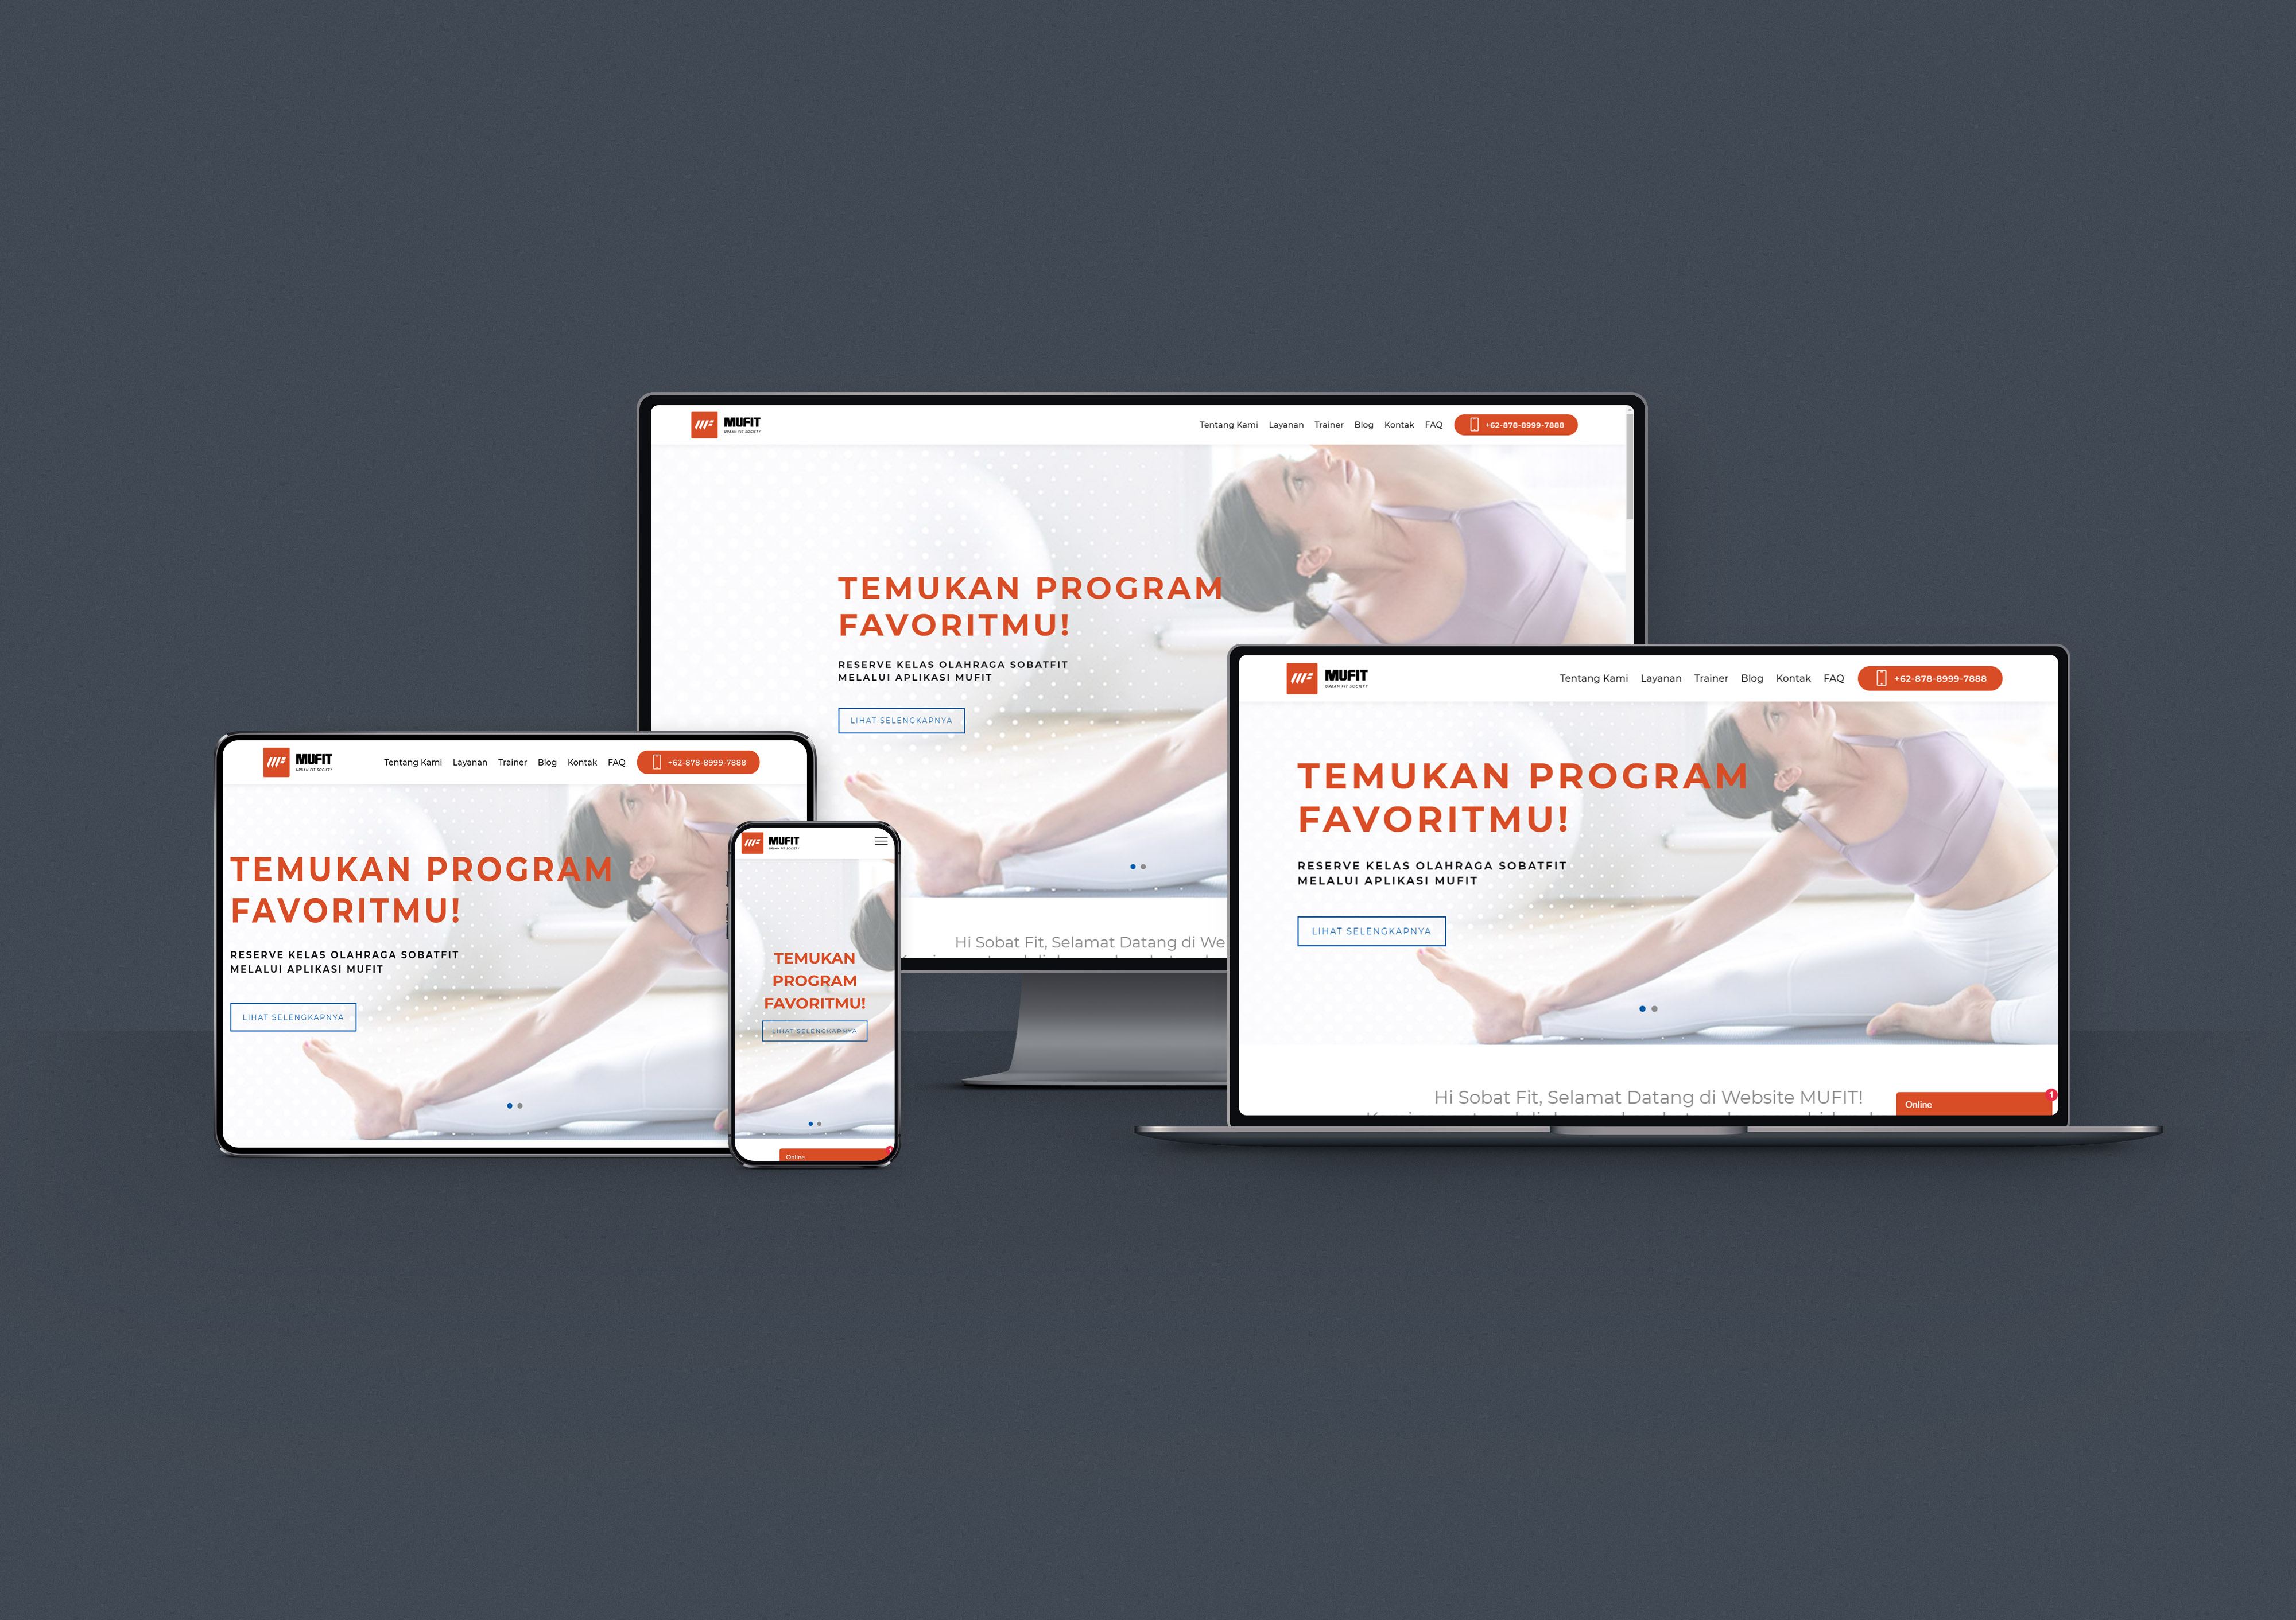 MUFIT
URBAN FIT SOCIETY
Tentang Kami Layanan Trainer Blog Kontak FAQ +62-878-8999-7888
TEMUKAN PROGRAM
FAVORITMU!
RESERVE KELAS OLAHRAGA SOBATFIT
MELALUI APLIKASI MUFIT
LIHAT SELENGKAPNYA
Hi Sobat Fit, Selamat Datang di We
MUFIT
URBAN FIT SOCIETY
Tentang Kami Layanan Trainer Blog Kontak FAQ +62-878-8999-7888
TEMUKAN PROGRAM
FAVORITMU!
RESERVE KELAS OLAHRAGA SOBATFIT
MELALUI APLIKASI MUFIT
LIHAT SELENGKAPNYA
Hi Sobat Fit, Selamat Datang di Website MUFIT!
Online
1
MUFIT
URBAN FIT SOCIETY
Tentang Kami Layanan Trainer Blog Kontak FAQ +62-878-8999-7888
TEMUKAN PROGRAM
FAVORITMU!
RESERVE KELAS OLAHRAGA SOBATFIT
MELALUI APLIKASI MUFIT
LIHAT SELENGKAPNYA
MUFIT
URBAN FIT SOCIETY
TEMUKAN
PROGRAM
FAVORITMU!
LIHAT SELENGKAPNYA
Online